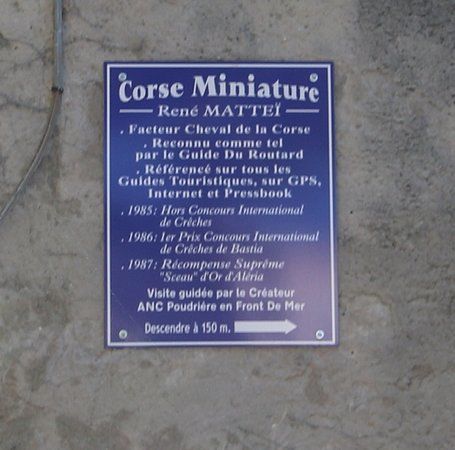 Corse Miniature
René MATTEÏ
. Facteur Cheval de la Corse
. Reconnu comme tel
par le Guide Du Routard
. Référencé sur tous les
Guides Touristiques, sur GPS,
Internet et Pressbook
. 1985: Hors Concours International
de Crêches
. 1986: 1er Prix Concours International
de Crêches de Bastia
. 1987: Récompense Suprême
"Sceau" d'Or d'Aléria
Visite guidée par le Créateur
ANC Poudrière en Front De Mer
Descendre à 150 m.